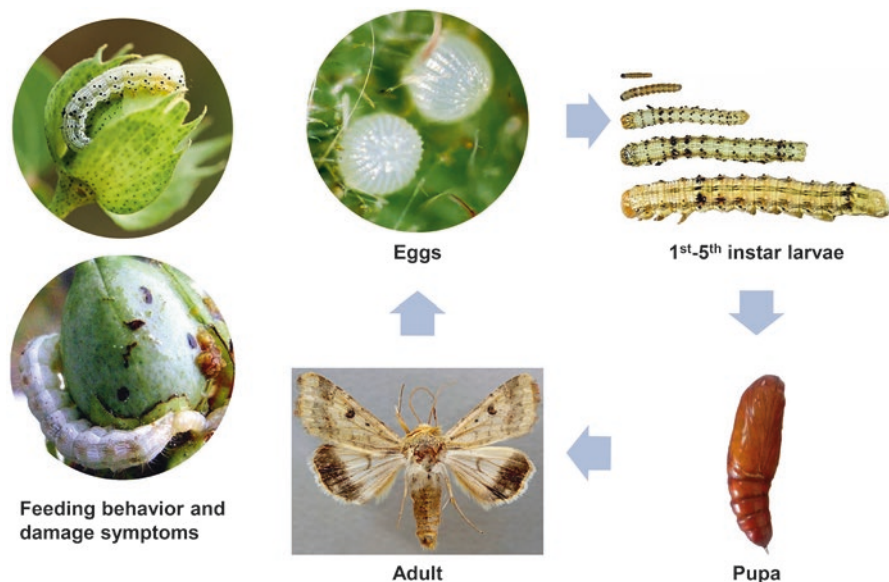 Eggs
1st-5th instar larvae
Feeding behavior and
damage symptoms
Adult
Pupa